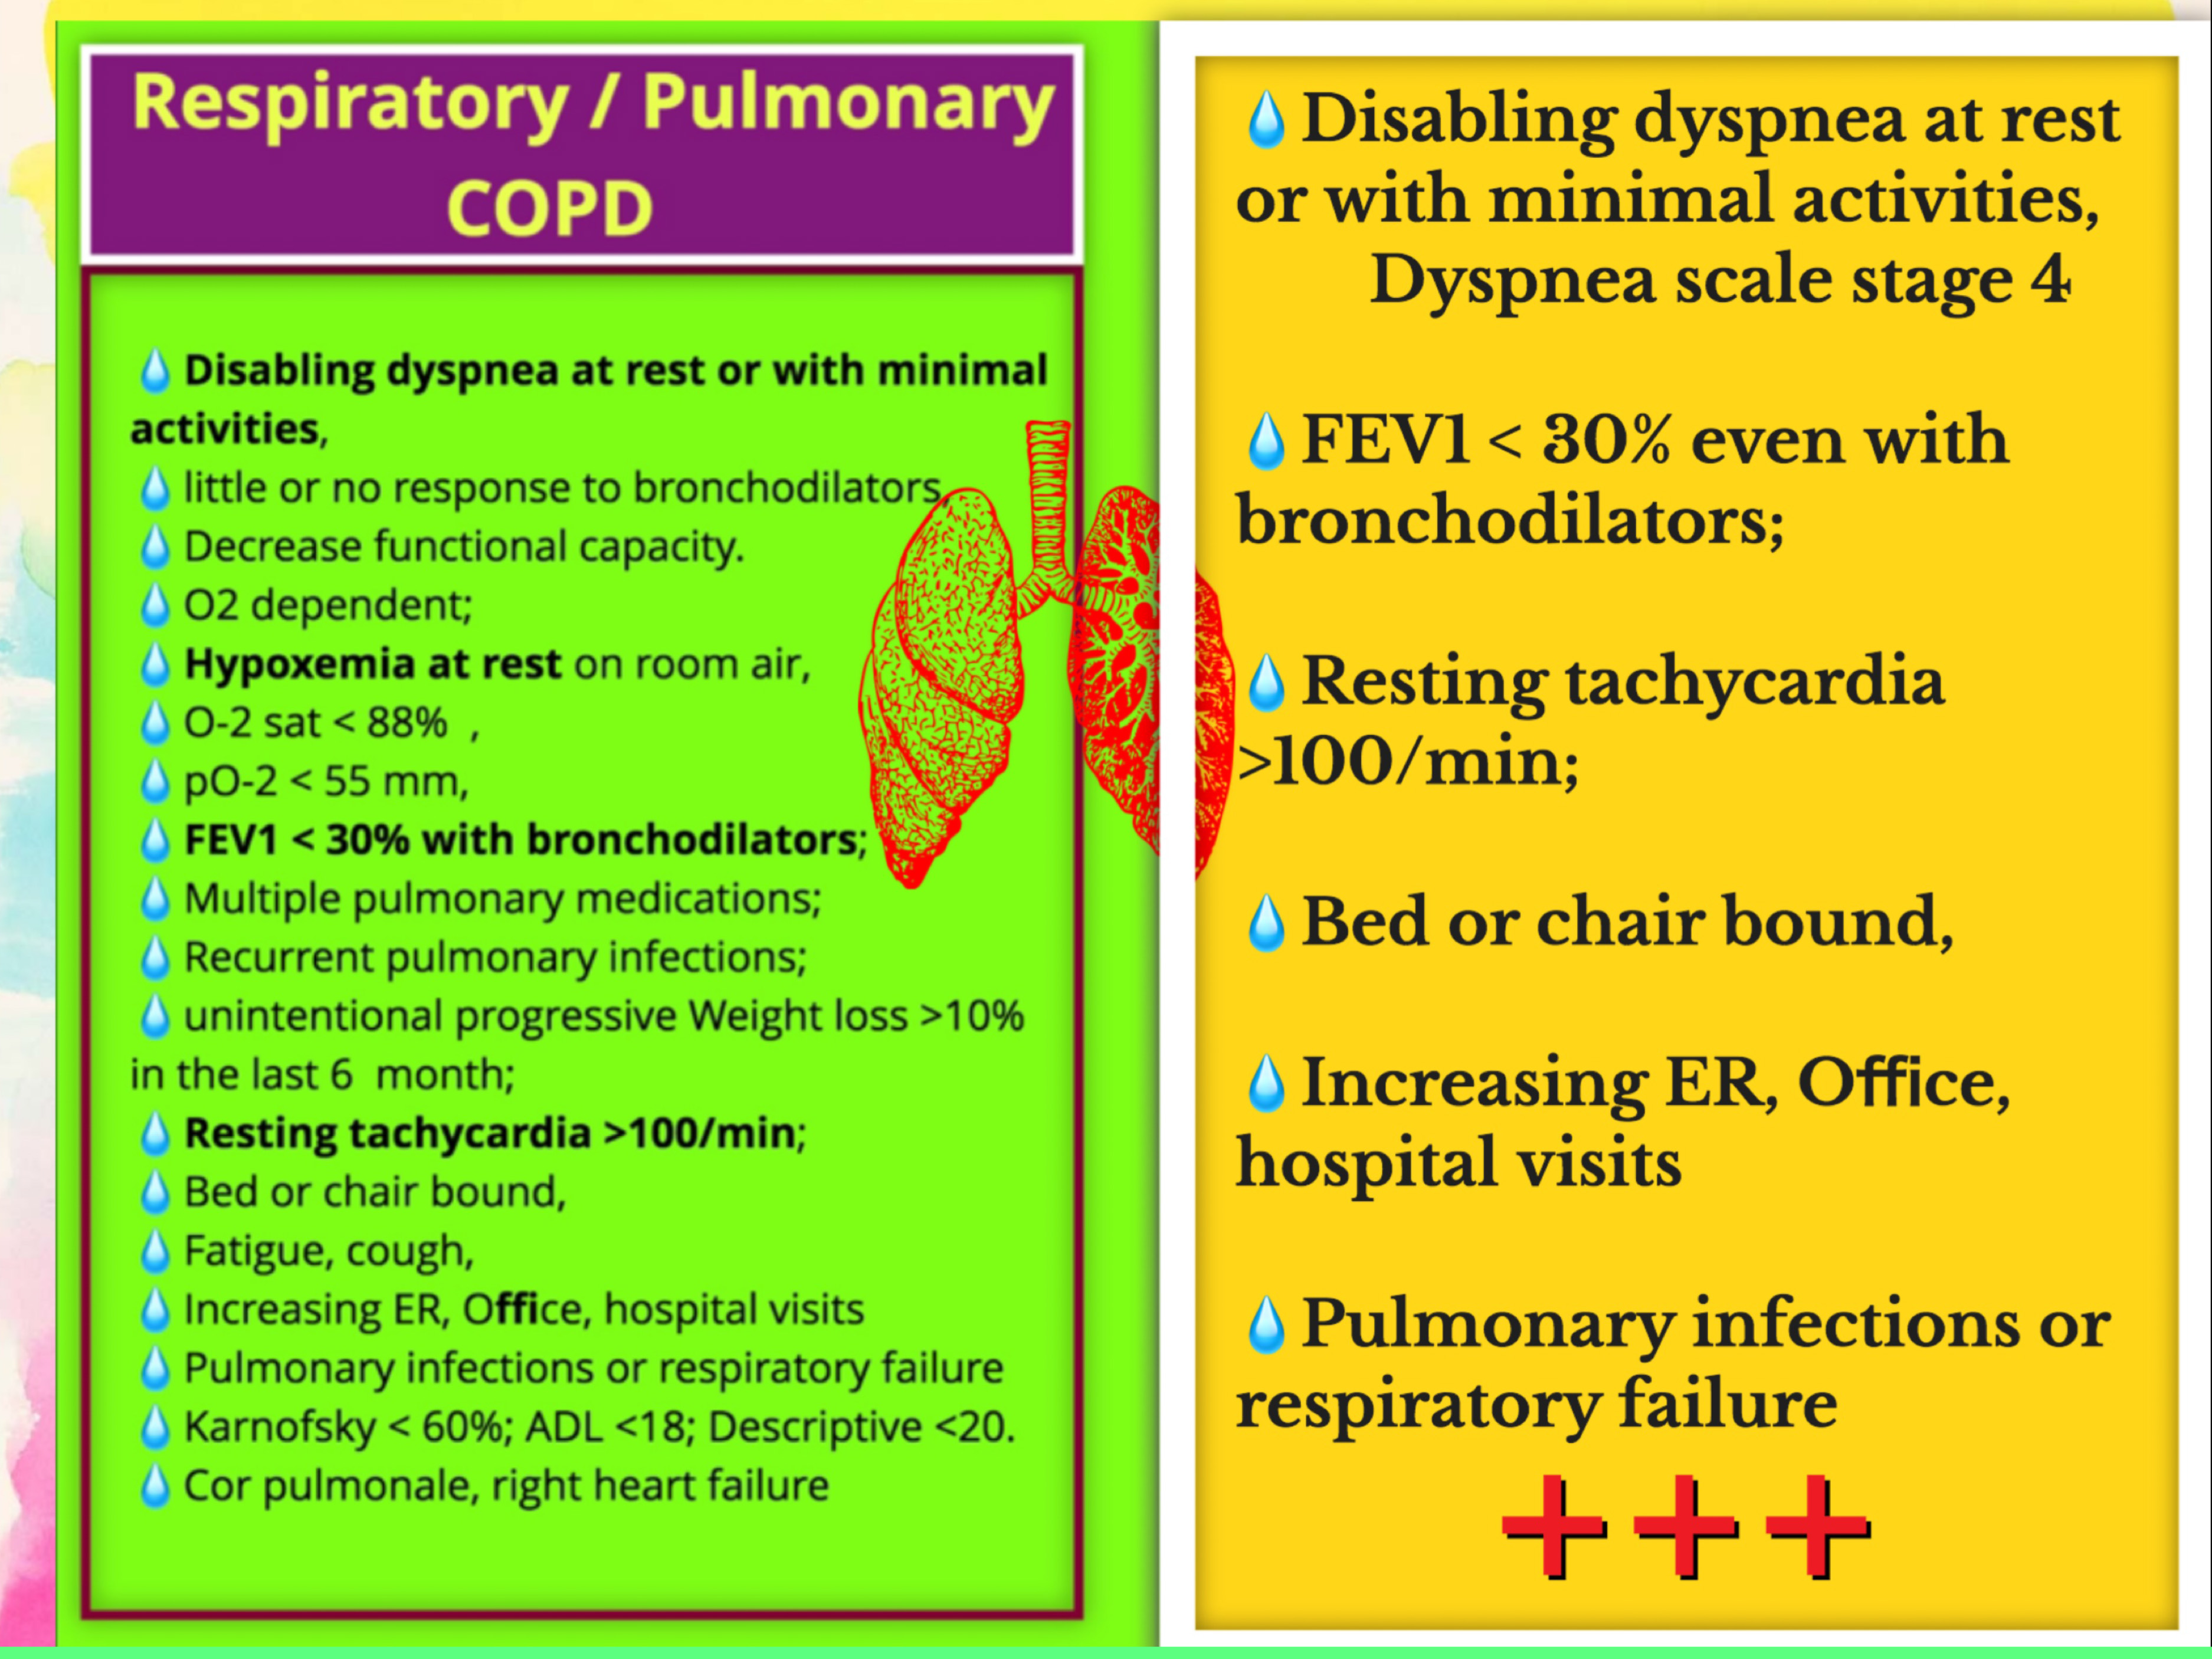 Respiratory / Pulmonary
COPD
💧Disabling dyspnea at rest or with minimal
activities,
💧little or no response to bronchodilators,
💧Decrease functional capacity.
💧O2 dependent;
💧Hypoxemia at rest on room air,
💧O-2 sat < 88%  ,
💧pO-2 < 55 mm,
💧FEV1 < 30% with bronchodilators;
💧Multiple pulmonary medications;
💧Recurrent pulmonary infections;
💧unintentional progressive Weight loss >10%
in the last 6  month;
💧Resting tachycardia >100/min;
💧Bed or chair bound,
💧Fatigue, cough,
💧Increasing ER, Office, hospital visits
💧Pulmonary infections or respiratory failure
💧Karnofsky < 60%; ADL <18; Descriptive <20.
💧Cor pulmonale, right heart failure
💧Disabling dyspnea at rest
or with minimal activities,
Dyspnea scale stage 4
💧FEV1 < 30% even with
bronchodilators;
💧Resting tachycardia
>100/min;
💧Bed or chair bound,
💧Increasing ER, Office,
hospital visits
💧Pulmonary infections or
respiratory failure
+++